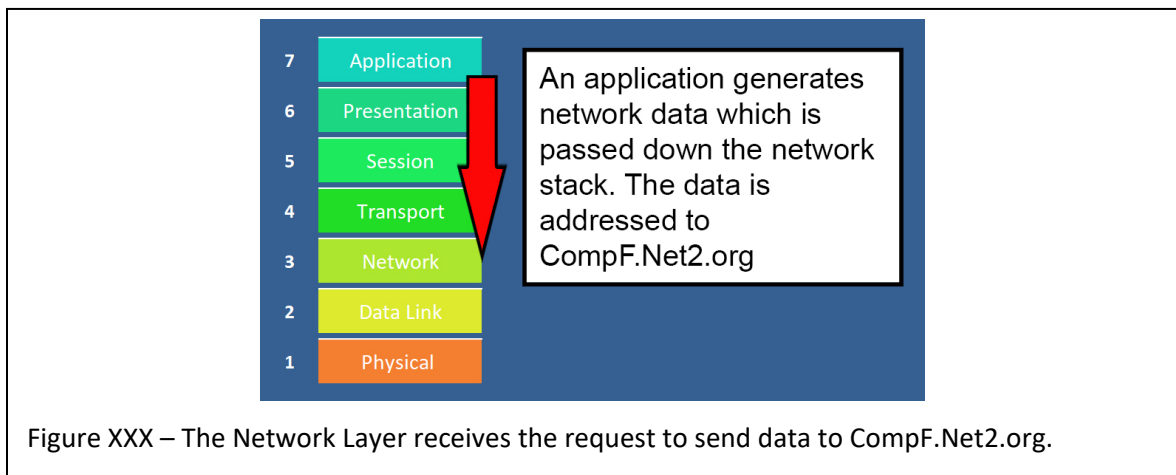 7 Application
6 Presentation
5 Session
4 Transport
3 Network
2 Data Link
1 Physical
An application generates
network data which is
passed down the network
stack. The data is
addressed to
CompF.Net2.org
Figure XXX – The Network Layer receives the request to send data to CompF.Net2.org.